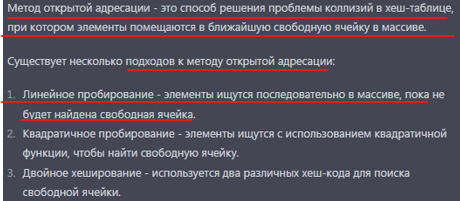 Метод открытой адресации - это способ решения проблемы коллизий в хеш-таблице,
при котором элементы помещаются в ближайшую свободную ячейку в массиве.
Существует несколько подходов к методу открытой адресации:
1. Линейное пробирование - элементы ищутся последовательно в массиве, пока не
будет найдена свободная ячейка.
2. Квадратичное пробирование - элементы ищутся с использованием квадратичной
функции, чтобы найти свободную ячейку.
3. Двойное хеширование - используется два различных хеш-кода для поиска
свободной ячейки.